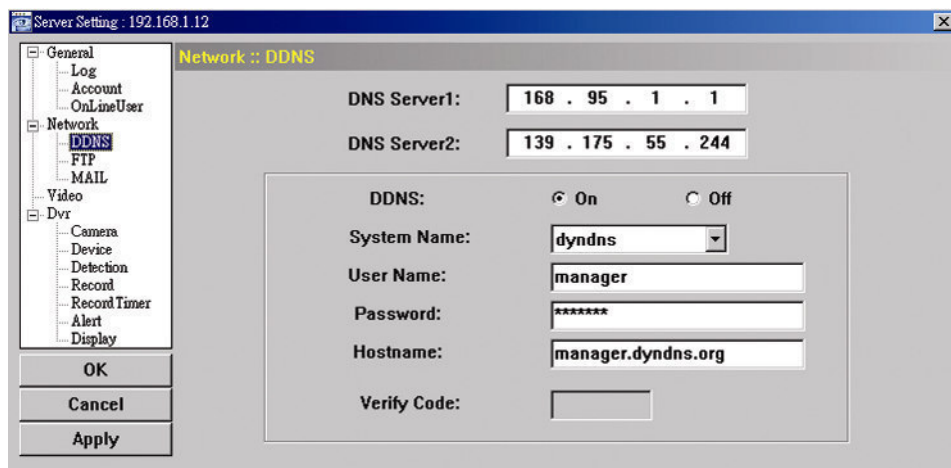 Server Setting : 192.168.1.12
General
Log
Account
OnLineUser
Network
DDNS
FTP
MAIL
Video
Dvr
Camera
Device
Detection
Record
Record Timer
Alert
Display
OK
Cancel
Apply
Network :: DDNS
DNS Server1: 168 . 95 . 1 . 1
DNS Server2: 139 . 175 . 55 . 244
DDNS: On Off
System Name: dyndns
User Name: manager
Password: *******
Hostname: manager.dyndns.org
Verify Code: